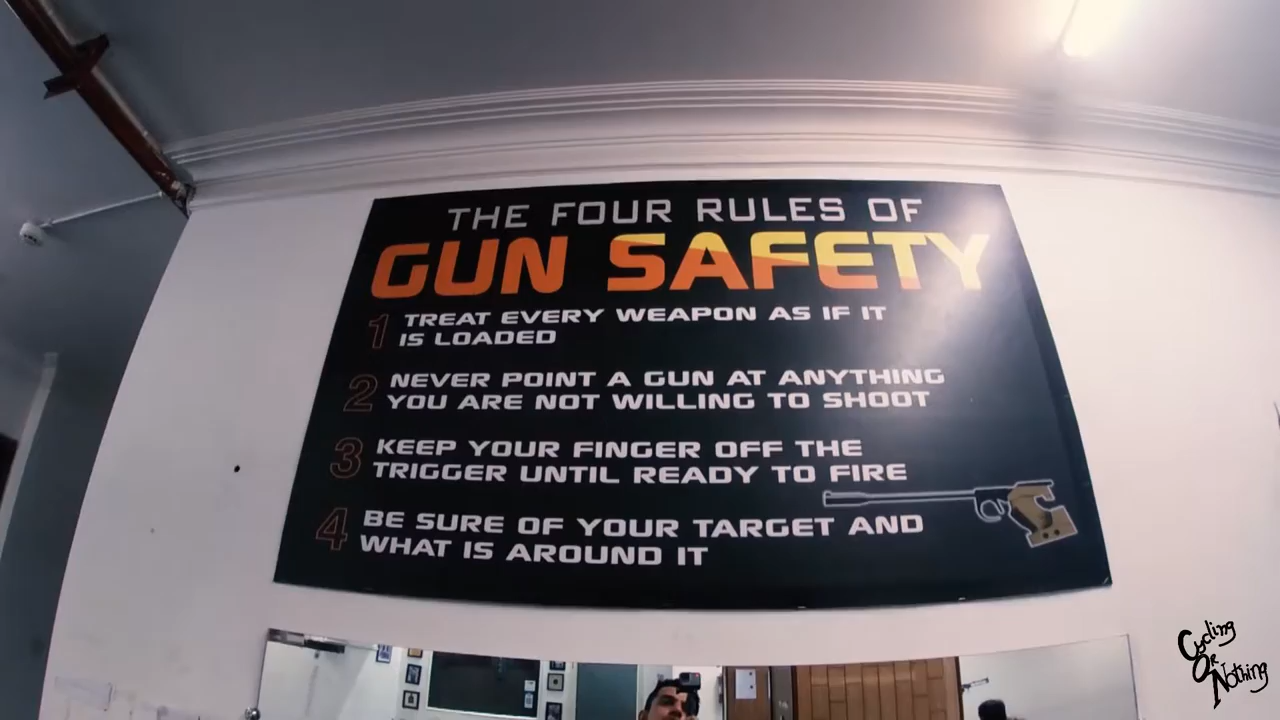 THE FOUR RULES OF
GUN SAFETY
1 TREAT EVERY WEAPON AS IF IT
IS LOADED
2 NEVER POINT A GUN AT ANYTHING
YOU ARE NOT WILLING TO SHOOT
3 KEEP YOUR FINGER OFF THE
TRIGGER UNTIL READY TO FIRE
4 BE SURE OF YOUR TARGET AND
WHAT IS AROUND IT
Cycling
Or
Nothing